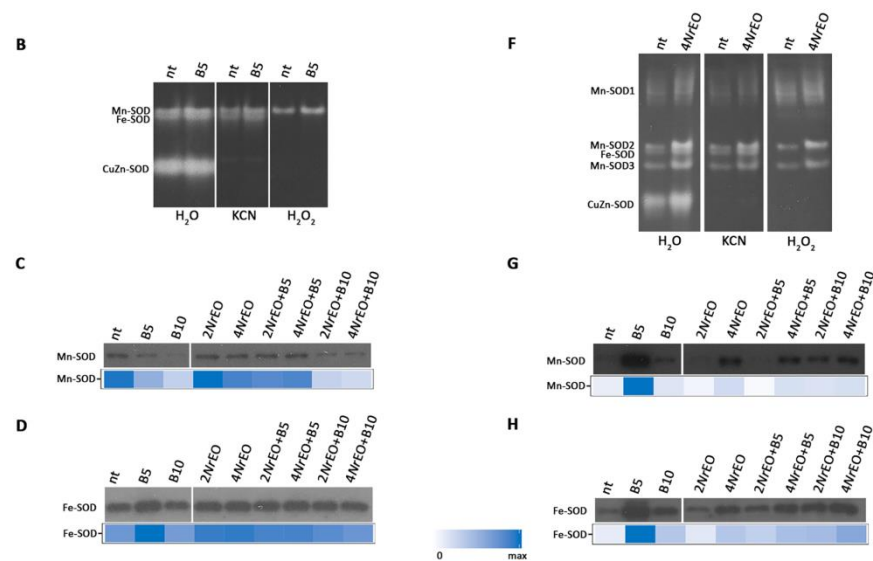 B
nt B5 nt B5 nt B5
Mn-SOD
Fe-SOD
CuZn-SOD
H₂O KCN H₂O₂
C
nt B5 B10 2NrEO 4NrEO 2NrEO+B5 4NrEO+B5 2NrEO+B10 4NrEO+B10
Mn-SOD
Mn-SOD
D
nt B5 B10 2NrEO 4NrEO 2NrEO+B5 4NrEO+B5 2NrEO+B10 4NrEO+B10
Fe-SOD
Fe-SOD
0 max
F
nt 4NrEO nt 4NrEO nt 4NrEO
Mn-SOD1
Mn-SOD2
Fe-SOD
Mn-SOD3
CuZn-SOD
H₂O KCN H₂O₂
G
nt B5 B10 2NrEO 4NrEO 2NrEO+B5 4NrEO+B5 2NrEO+B10 4NrEO+B10
Mn-SOD
Mn-SOD
H
nt B5 B10 2NrEO 4NrEO 2NrEO+B5 4NrEO+B5 2NrEO+B10 4NrEO+B10
Fe-SOD
Fe-SOD